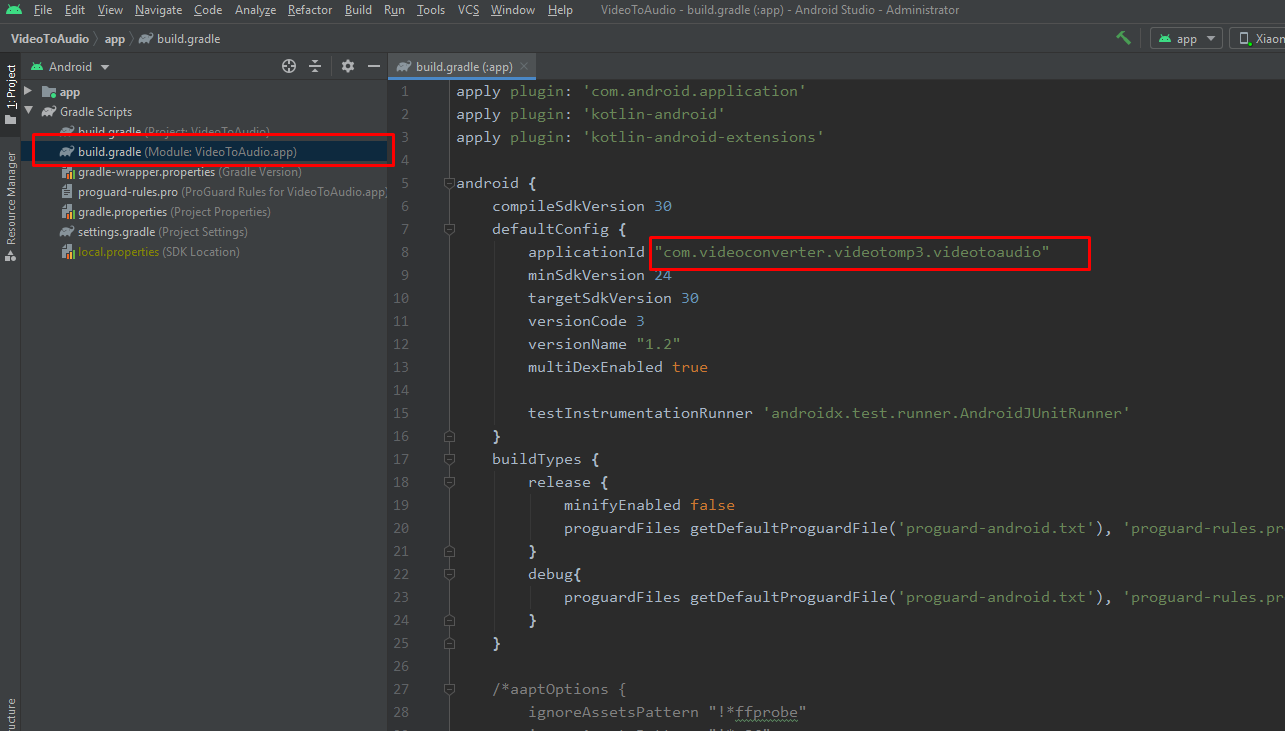 File Edit View Navigate Code Analyze Refactor Build Run Tools VCS Window Help VideoToAudio - build.gradle (:app) - Android Studio - Administrator
VideoToAudio app build.gradle app Xiaon
1: Project
Resource Manager
ucture
Android
app
Gradle Scripts
build.gradle (Project: VideoToAudio)
build.gradle (Module: VideoToAudio.app)
gradle-wrapper.properties (Gradle Version)
proguard-rules.pro (ProGuard Rules for VideoToAudio.app)
gradle.properties (Project Properties)
settings.gradle (Project Settings)
local.properties (SDK Location)
build.gradle (:app)
1 apply plugin: 'com.android.application'
2 apply plugin: 'kotlin-android'
3 apply plugin: 'kotlin-android-extensions'
4
5 android {
6 compileSdkVersion 30
7 defaultConfig {
8 applicationId "com.videoconverter.videotomp3.videotoaudio"
9 minSdkVersion 24
10 targetSdkVersion 30
11 versionCode 3
12 versionName "1.2"
13 multiDexEnabled true
14
15 testInstrumentationRunner 'androidx.test.runner.AndroidJUnitRunner'
16 }
17 buildTypes {
18 release {
19 minifyEnabled false
20 proguardFiles getDefaultProguardFile('proguard-android.txt'), 'proguard-rules.pr
21 }
22 debug{
23 proguardFiles getDefaultProguardFile('proguard-android.txt'), 'proguard-rules.pr
24 }
25 }
26
27 /*aaptOptions {
28 ignoreAssetsPattern "!*ffprobe"